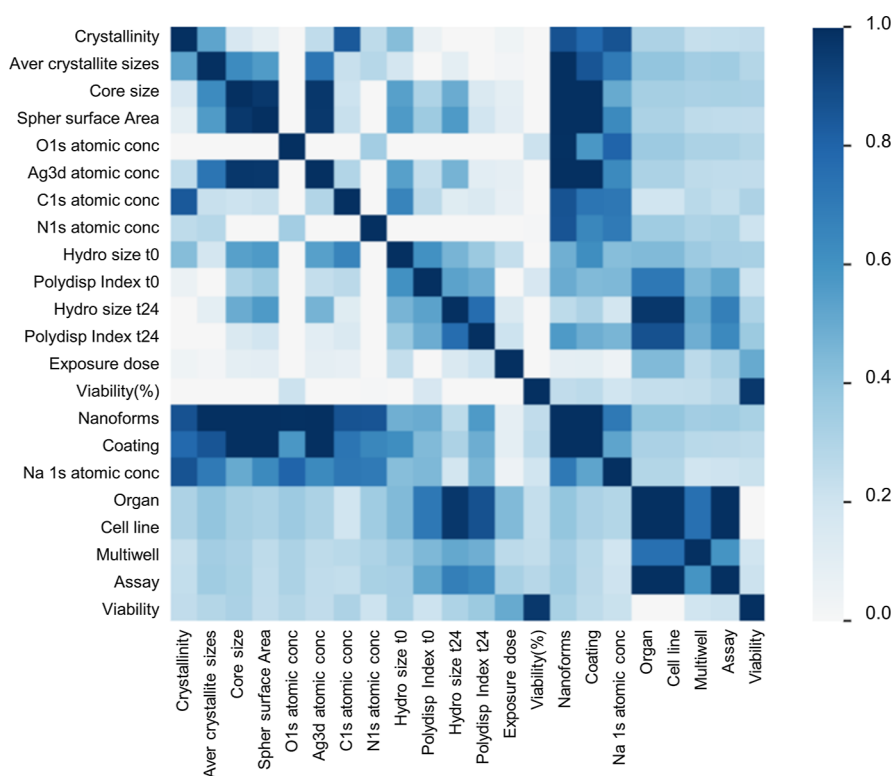 Crystallinity
Aver crystallite sizes
Core size
Spher surface Area
O1s atomic conc
Ag3d atomic conc
C1s atomic conc
N1s atomic conc
Hydro size t0
Polydisp Index t0
Hydro size t24
Polydisp Index t24
Exposure dose
Viability(%)
Nanoforms
Coating
Na 1s atomic conc
Organ
Cell line
Multiwell
Assay
Viability
Crystallinity
Aver crystallite sizes
Core size
Spher surface Area
O1s atomic conc
Ag3d atomic conc
C1s atomic conc
N1s atomic conc
Hydro size t0
Polydisp Index t0
Hydro size t24
Polydisp Index t24
Exposure dose
Viability(%)
Nanoforms
Coating
Na 1s atomic conc
Organ
Cell line
Multiwell
Assay
Viability
1.0
0.8
0.6
0.4
0.2
0.0